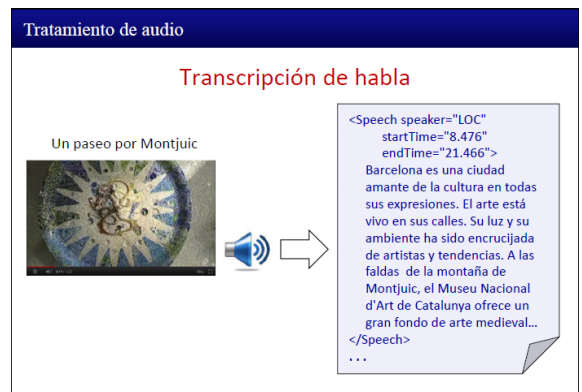 Tratamiento de audio
Transcripción de habla
Un paseo por Montjuic
<Speech speaker="LOC"
startTime="8.476"
endTime="21.466">
Barcelona es una ciudad
amante de la cultura en todas
sus expresiones. El arte está
vivo en sus calles. Su luz y su
ambiente ha sido encrucijada
de artistas y tendencias. A las
faldas de la montaña de
Montjuic, el Museu Nacional
d'Art de Catalunya ofrece un
gran fondo de arte medieval...
</Speech>
. . .